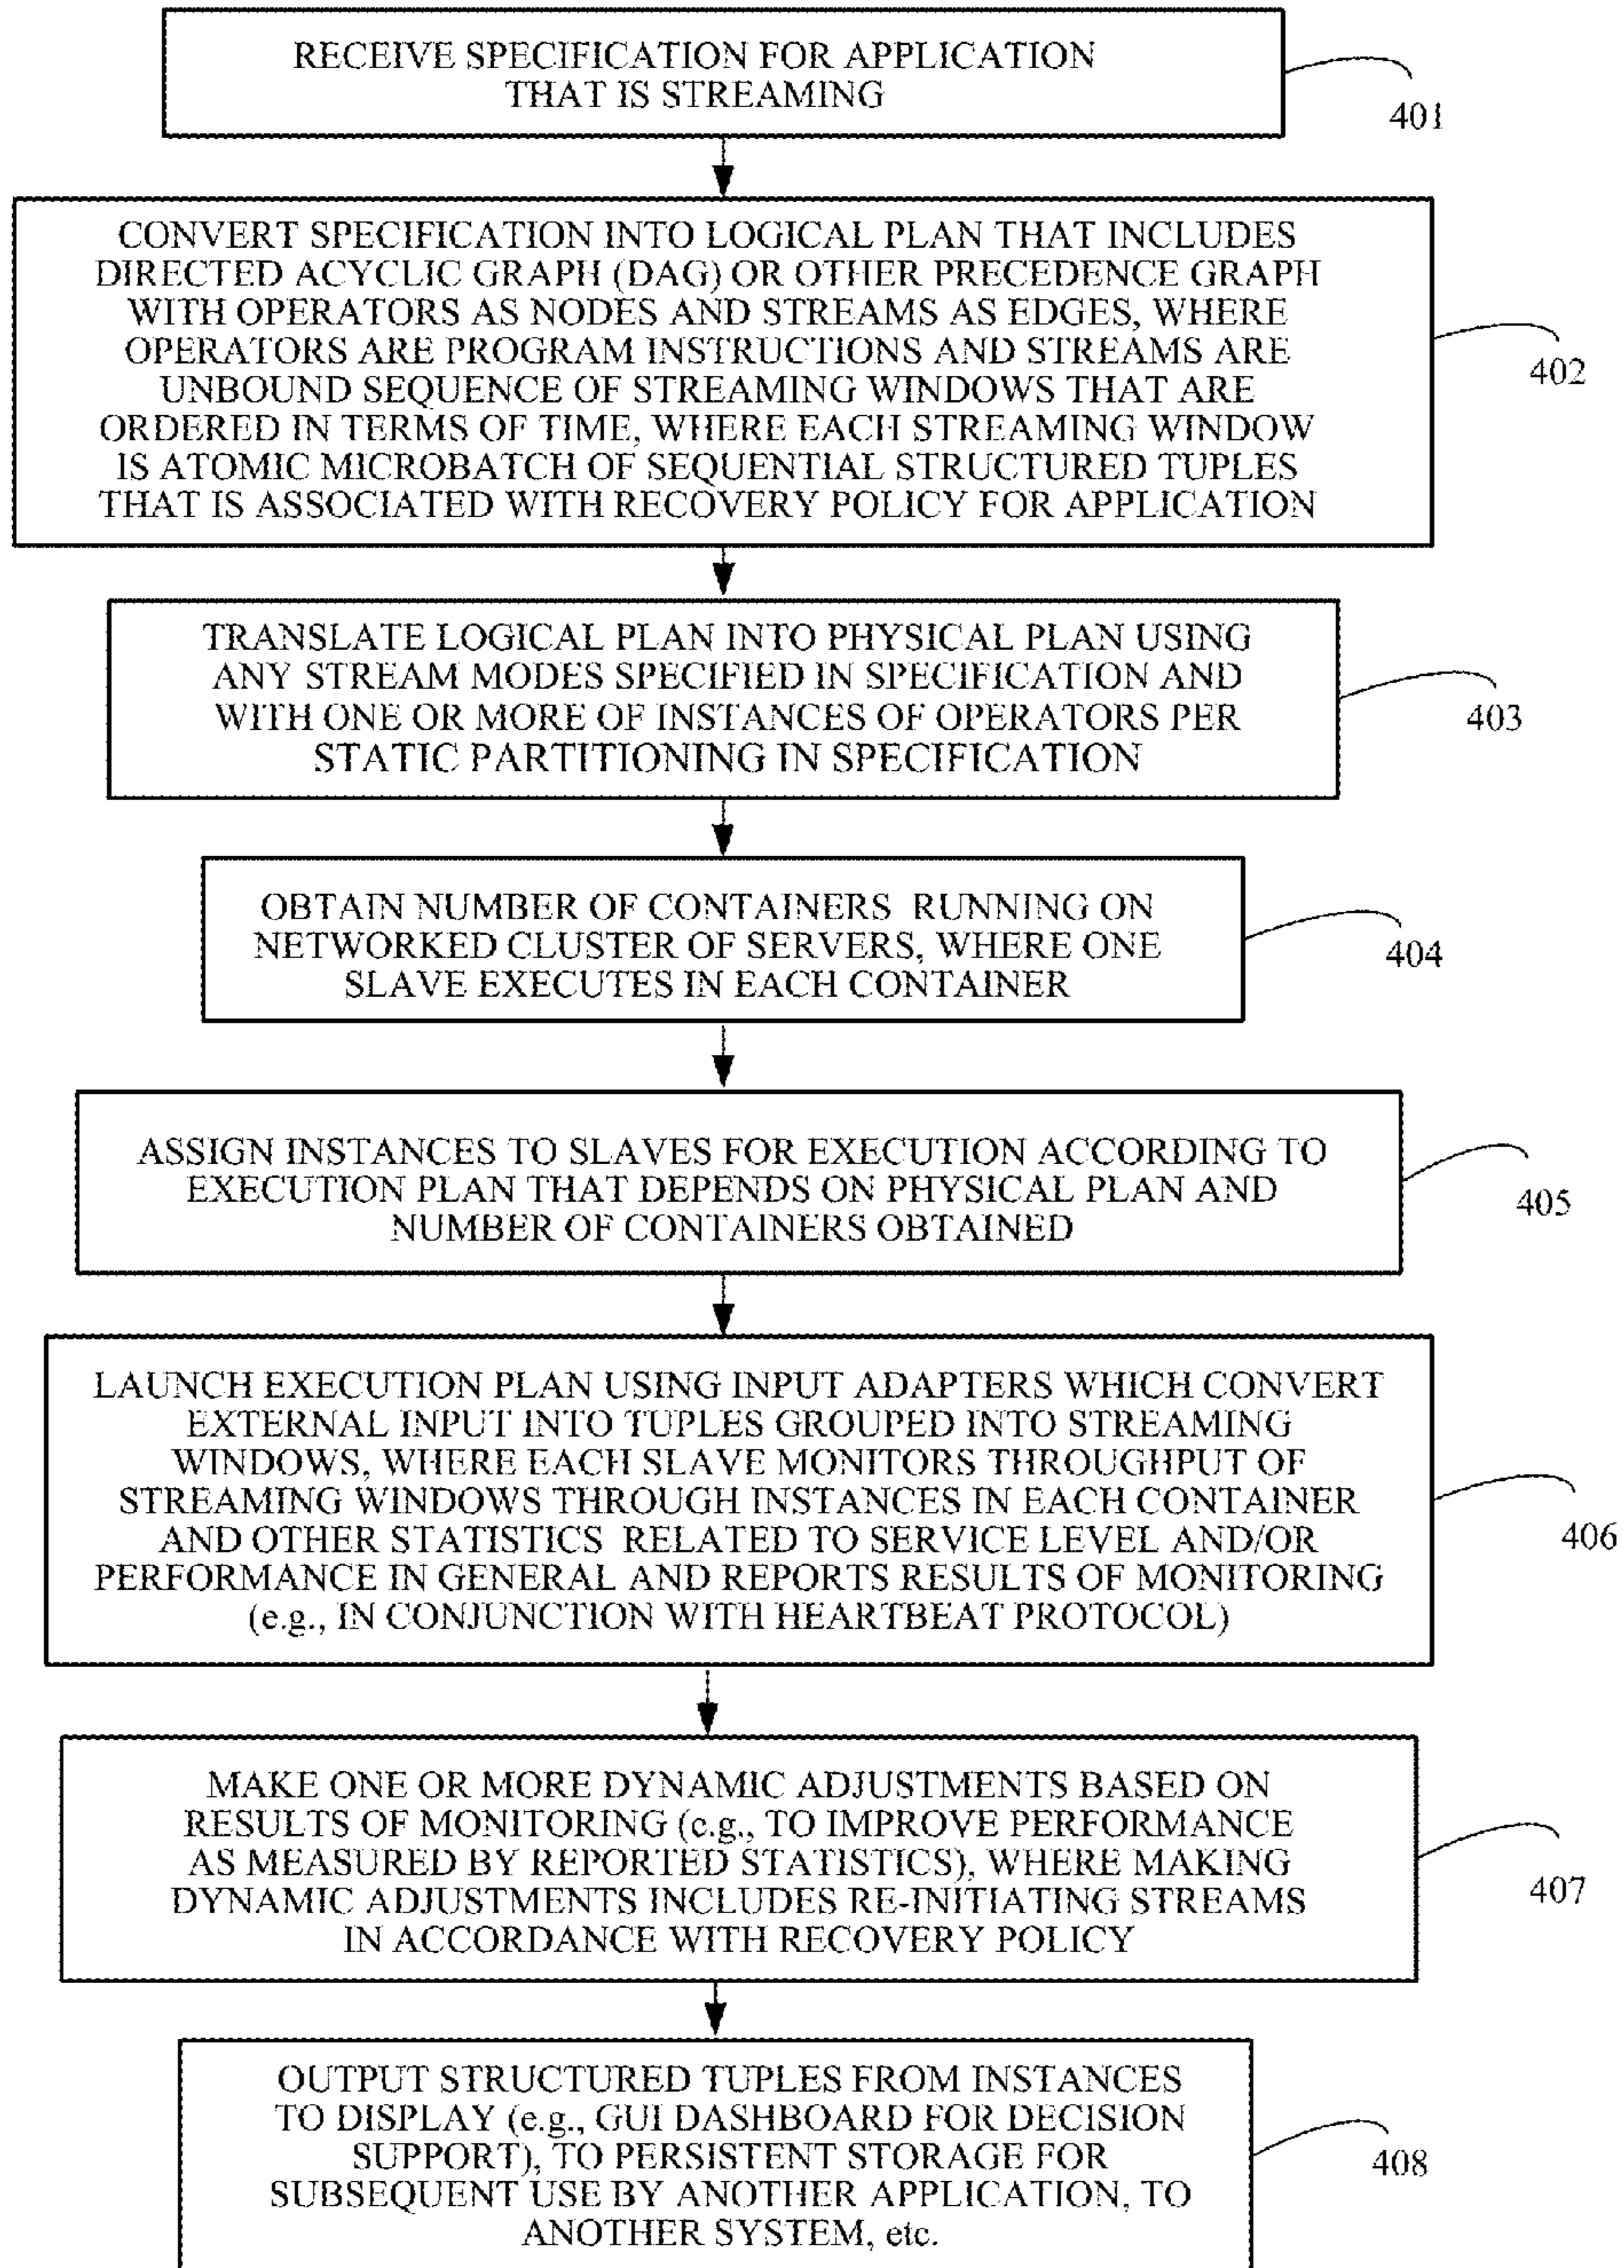 RECEIVE SPECIFICATION FOR APPLICATION
THAT IS STREAMING
401
CONVERT SPECIFICATION INTO LOGICAL PLAN THAT INCLUDES
DIRECTED ACYCLIC GRAPH (DAG) OR OTHER PRECEDENCE GRAPH
WITH OPERATORS AS NODES AND STREAMS AS EDGES, WHERE
OPERATORS ARE PROGRAM INSTRUCTIONS AND STREAMS ARE
UNBOUND SEQUENCE OF STREAMING WINDOWS THAT ARE
ORDERED IN TERMS OF TIME, WHERE EACH STREAMING WINDOW
IS ATOMIC MICROBATCH OF SEQUENTIAL STRUCTURED TUPLES
THAT IS ASSOCIATED WITH RECOVERY POLICY FOR APPLICATION
402
TRANSLATE LOGICAL PLAN INTO PHYSICAL PLAN USING
ANY STREAM MODES SPECIFIED IN SPECIFICATION AND
WITH ONE OR MORE OF INSTANCES OF OPERATORS PER
STATIC PARTITIONING IN SPECIFICATION
403
OBTAIN NUMBER OF CONTAINERS RUNNING ON
NETWORKED CLUSTER OF SERVERS, WHERE ONE
SLAVE EXECUTES IN EACH CONTAINER
404
ASSIGN INSTANCES TO SLAVES FOR EXECUTION ACCORDING TO
EXECUTION PLAN THAT DEPENDS ON PHYSICAL PLAN AND
NUMBER OF CONTAINERS OBTAINED
405
LAUNCH EXECUTION PLAN USING INPUT ADAPTERS WHICH CONVERT
EXTERNAL INPUT INTO TUPLES GROUPED INTO STREAMING
WINDOWS, WHERE EACH SLAVE MONITORS THROUGHPUT OF
STREAMING WINDOWS THROUGH INSTANCES IN EACH CONTAINER
AND OTHER STATISTICS RELATED TO SERVICE LEVEL AND/OR
PERFORMANCE IN GENERAL AND REPORTS RESULTS OF MONITORING
(e.g., IN CONJUNCTION WITH HEARTBEAT PROTOCOL)
406
MAKE ONE OR MORE DYNAMIC ADJUSTMENTS BASED ON
RESULTS OF MONITORING (e.g., TO IMPROVE PERFORMANCE
AS MEASURED BY REPORTED STATISTICS), WHERE MAKING
DYNAMIC ADJUSTMENTS INCLUDES RE-INITIATING STREAMS
IN ACCORDANCE WITH RECOVERY POLICY
407
OUTPUT STRUCTURED TUPLES FROM INSTANCES
TO DISPLAY (e.g., GUI DASHBOARD FOR DECISION
SUPPORT), TO PERSISTENT STORAGE FOR
SUBSEQUENT USE BY ANOTHER APPLICATION, TO
ANOTHER SYSTEM, etc.
408